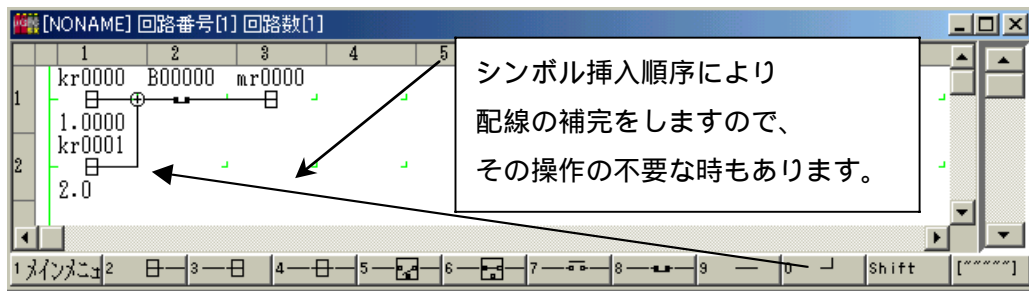 [NONAME] 回路番号[1] 回路数[1]
1 2 3 4 5
kr0000 B00000 mr0000
1
1.0000
kr0001
2
2.0
シンボル挿入順序により
配線の補完をしますので、
その操作の不要な時もあります。
1 メインメニュ 2 3 4 5 6 7 8 9 0 Shift ["""""]